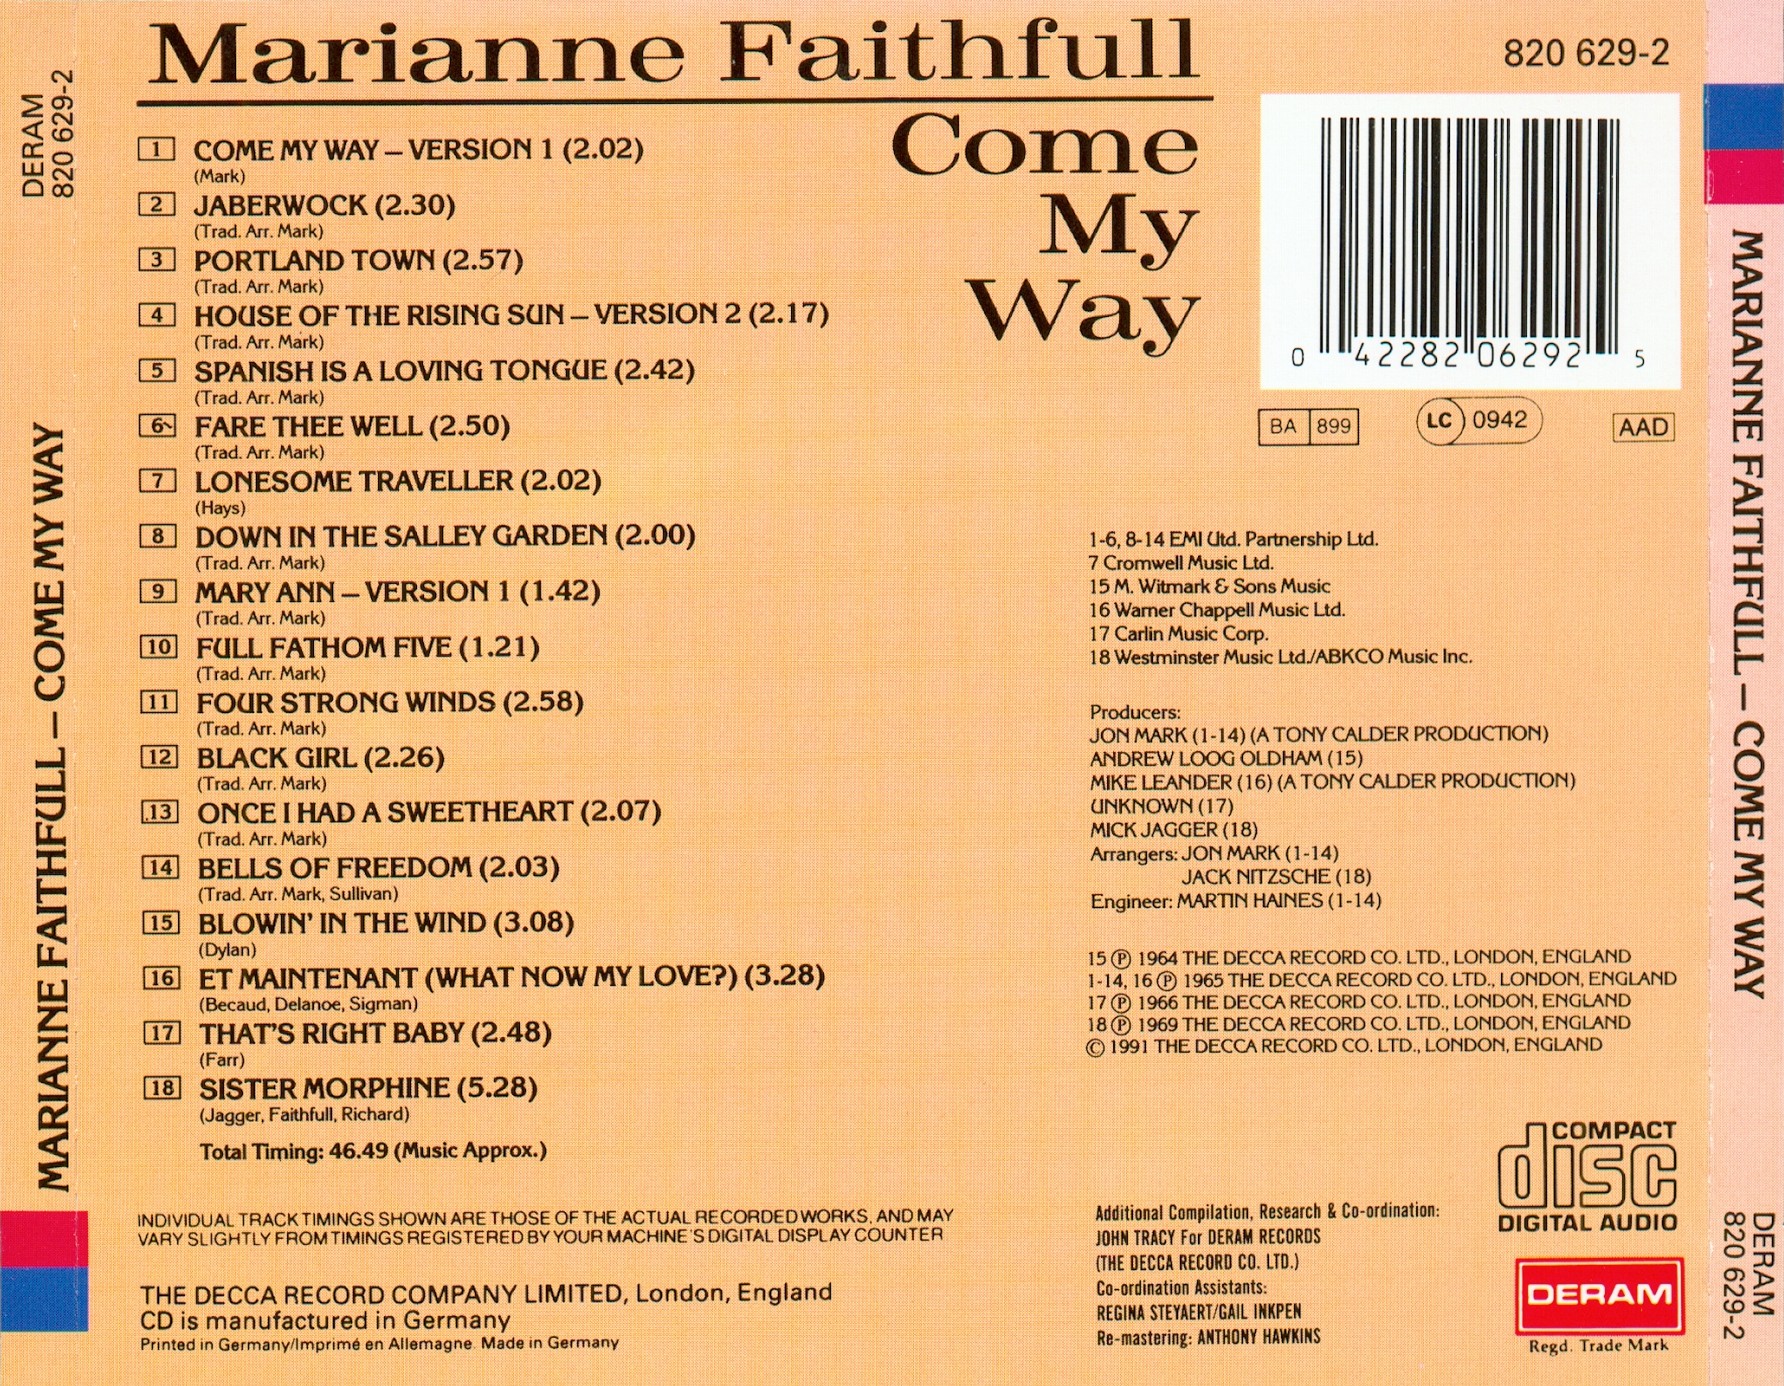 Marianne Faithfull
Come
My
Way
820 629-2
1 COME MY WAY – VERSION 1 (2.02)
(Mark)
2 JABERWOCK (2.30)
(Trad. Arr. Mark)
3 PORTLAND TOWN (2.57)
(Trad. Arr. Mark)
4 HOUSE OF THE RISING SUN – VERSION 2 (2.17)
(Trad. Arr. Mark)
5 SPANISH IS A LOVING TONGUE (2.42)
(Trad. Arr. Mark)
6 FARE THEE WELL (2.50)
(Trad. Arr. Mark)
7 LONESOME TRAVELLER (2.02)
(Hays)
8 DOWN IN THE SALLEY GARDEN (2.00)
(Trad. Arr. Mark)
9 MARY ANN – VERSION 1 (1.42)
(Trad. Arr. Mark)
10 FULL FATHOM FIVE (1.21)
(Trad. Arr. Mark)
11 FOUR STRONG WINDS (2.58)
(Trad. Arr. Mark)
12 BLACK GIRL (2.26)
(Trad. Arr. Mark)
13 ONCE I HAD A SWEETHEART (2.07)
(Trad. Arr. Mark)
14 BELLS OF FREEDOM (2.03)
(Trad. Arr. Mark, Sullivan)
15 BLOWIN' IN THE WIND (3.08)
(Dylan)
16 ET MAINTENANT (WHAT NOW MY LOVE?) (3.28)
(Becaud, Delanoe, Sigman)
17 THAT'S RIGHT BABY (2.48)
(Farr)
18 SISTER MORPHINE (5.28)
(Jagger, Faithfull, Richard)
Total Timing: 46.49 (Music Approx.)
INDIVIDUAL TRACK TIMINGS SHOWN ARE THOSE OF THE ACTUAL RECORDED WORKS, AND MAY
VARY SLIGHTLY FROM TIMINGS REGISTERED BY YOUR MACHINE'S DIGITAL DISPLAY COUNTER
THE DECCA RECORD COMPANY LIMITED, London, England
CD is manufactured in Germany
Printed in Germany/Imprimé en Allemagne. Made in Germany
0 42282 06292 5
BA 899
LC 0942
AAD
1-6, 8-14 EMI Utd. Partnership Ltd.
7 Cromwell Music Ltd.
15 M. Witmark & Sons Music
16 Warner Chappell Music Ltd.
17 Carlin Music Corp.
18 Westminster Music Ltd./ABKCO Music Inc.
Producers:
JON MARK (1-14) (A TONY CALDER PRODUCTION)
ANDREW LOOG OLDHAM (15)
MIKE LEANDER (16) (A TONY CALDER PRODUCTION)
UNKNOWN (17)
MICK JAGGER (18)
Arrangers: JON MARK (1-14)
JACK NITZSCHE (18)
Engineer: MARTIN HAINES (1-14)
15 ℗ 1964 THE DECCA RECORD CO. LTD., LONDON, ENGLAND
1-14, 16 ℗ 1965 THE DECCA RECORD CO. LTD., LONDON, ENGLAND
17 ℗ 1966 THE DECCA RECORD CO. LTD., LONDON, ENGLAND
18 ℗ 1969 THE DECCA RECORD CO. LTD., LONDON, ENGLAND
© 1991 THE DECCA RECORD CO. LTD., LONDON, ENGLAND
Additional Compilation, Research & Co-ordination:
JOHN TRACY For DERAM RECORDS
(THE DECCA RECORD CO. LTD.)
Co-ordination Assistants:
REGINA STEYAERT/GAIL INKPEN
Re-mastering: ANTHONY HAWKINS
COMPACT
disc
DIGITAL AUDIO
DERAM
Regd. Trade Mark
DERAM
820 629-2
MARIANNE FAITHFULL – COME MY WAY
MARIANNE FAITHFULL – COME MY WAY
DERAM
820 629-2